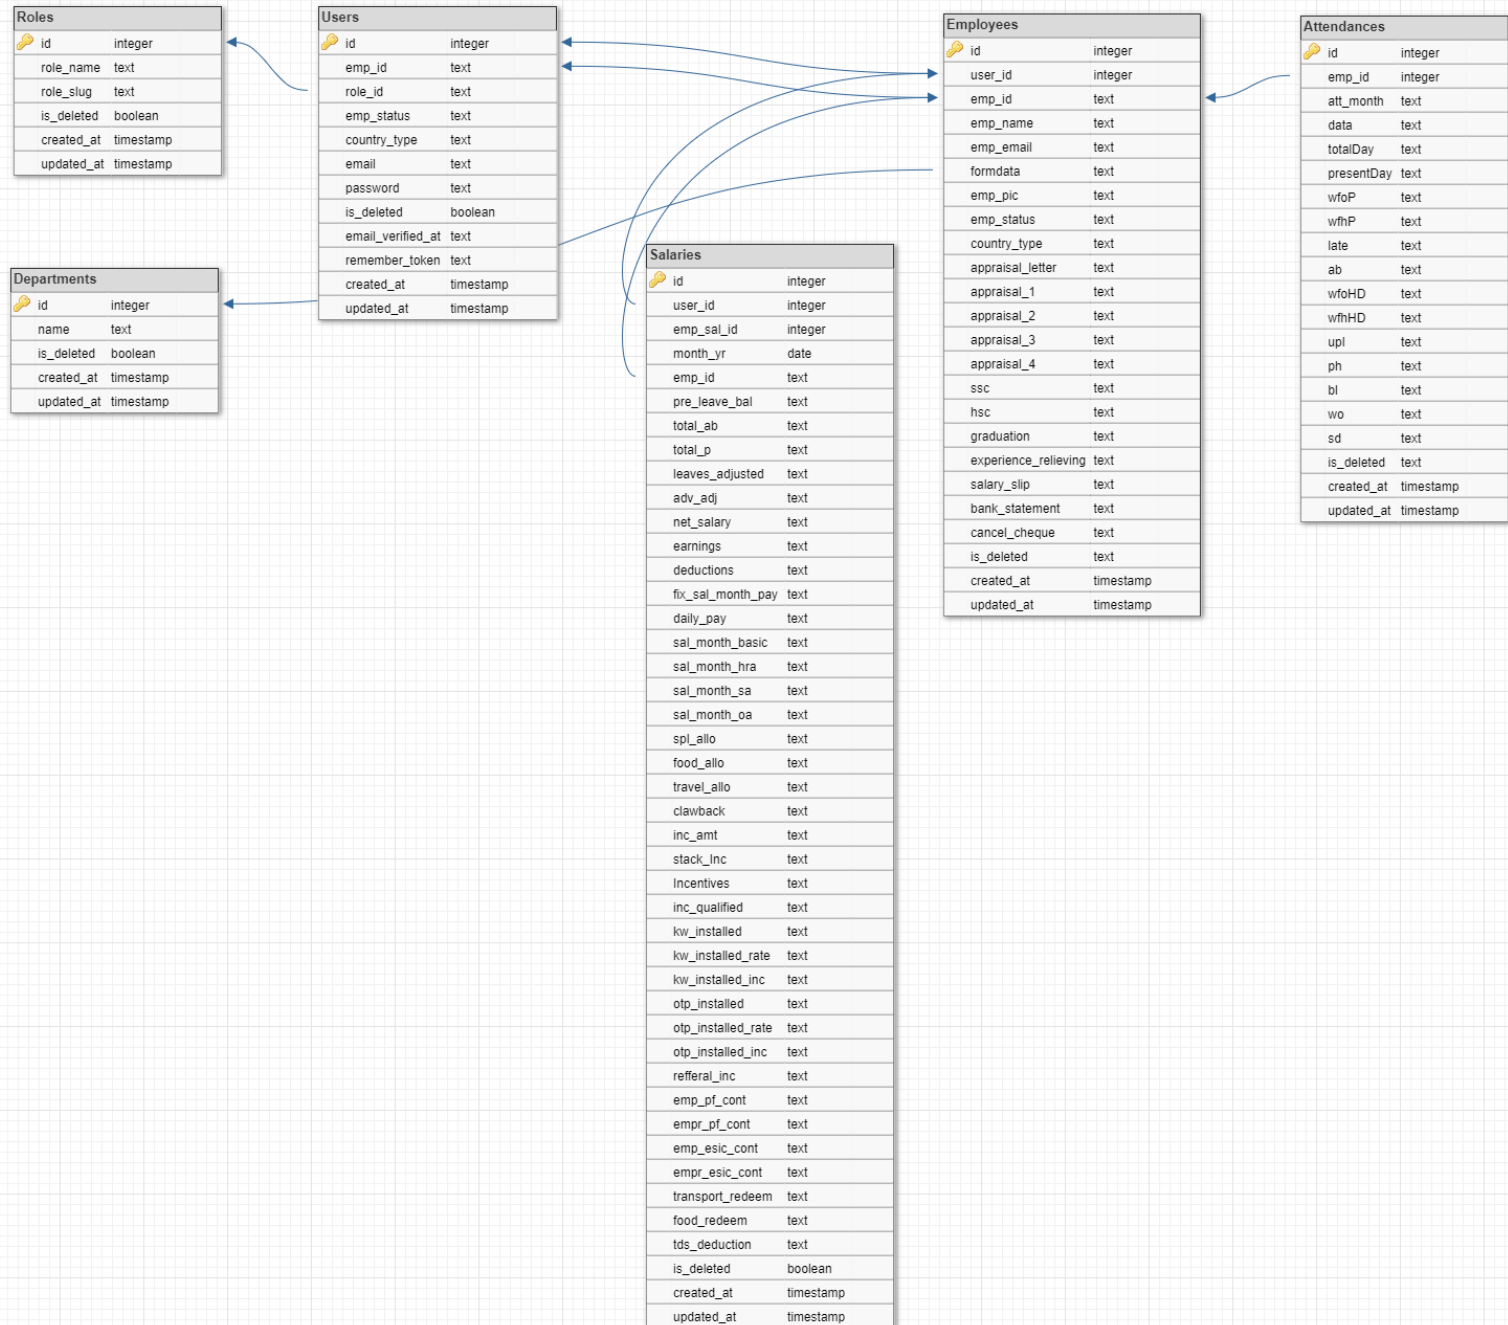 Roles
id integer
role_name text
role_slug text
is_deleted boolean
created_at timestamp
updated_at timestamp
Users
id integer
emp_id text
role_id text
emp_status text
country_type text
email text
password text
is_deleted boolean
email_verified_at text
remember_token text
created_at timestamp
updated_at timestamp
Departments
id integer
name text
is_deleted boolean
created_at timestamp
updated_at timestamp
Salaries
id integer
user_id integer
emp_sal_id integer
month_yr date
emp_id text
pre_leave_bal text
total_ab text
total_p text
leaves_adjusted text
adv_adj text
net_salary text
earnings text
deductions text
fix_sal_month_pay text
daily_pay text
sal_month_basic text
sal_month_hra text
sal_month_sa text
sal_month_oa text
spl_allo text
food_allo text
travel_allo text
clawback text
inc_amt text
stack_Inc text
Incentives text
inc_qualified text
kw_installed text
kw_installed_rate text
kw_installed_inc text
otp_installed text
otp_installed_rate text
otp_installed_inc text
refferal_inc text
emp_pf_cont text
empr_pf_cont text
emp_esic_cont text
empr_esic_cont text
transport_redeem text
food_redeem text
tds_deduction text
is_deleted boolean
created_at timestamp
updated_at timestamp
Employees
id integer
user_id integer
emp_id text
emp_name text
emp_email text
formdata text
emp_pic text
emp_status text
country_type text
appraisal_letter text
appraisal_1 text
appraisal_2 text
appraisal_3 text
appraisal_4 text
ssc text
hsc text
graduation text
experience_relieving text
salary_slip text
bank_statement text
cancel_cheque text
is_deleted text
created_at timestamp
updated_at timestamp
Attendances
id integer
emp_id integer
att_month text
data text
totalDay text
presentDay text
wfoP text
wfhP text
late text
ab text
wfoHD text
wfhHD text
upl text
ph text
bl text
wo text
sd text
is_deleted text
created_at timestamp
updated_at timestamp